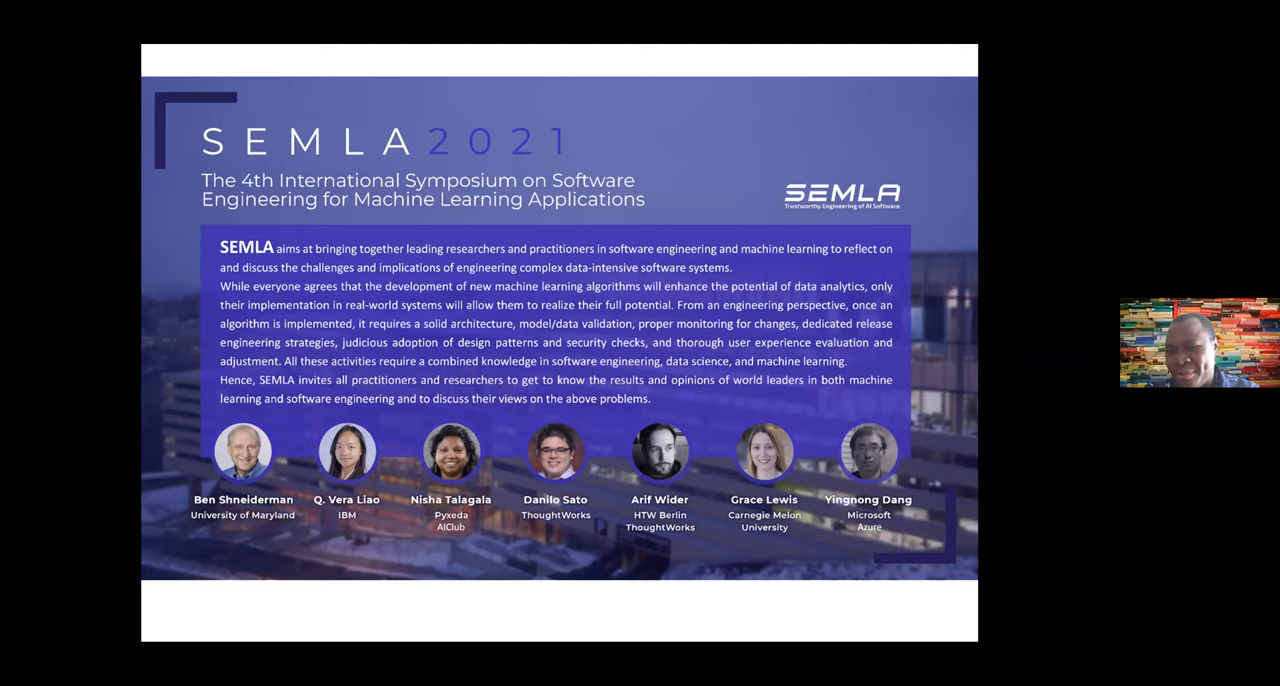 SEMLA 2021
The 4th International Symposium on Software
Engineering for Machine Learning Applications
SEMLA
Trustworthy Engineering of AI Software
SEMLA aims at bringing together leading researchers and practitioners in software engineering and machine learning to reflect on
and discuss the challenges and implications of engineering complex data-intensive software systems.
While everyone agrees that the development of new machine learning algorithms will enhance the potential of data analytics, only
their implementation in real-world systems will allow them to realize their full potential. From an engineering perspective, once an
algorithm is implemented, it requires a solid architecture, model/data validation, proper monitoring for changes, dedicated release
engineering strategies, judicious adoption of design patterns and security checks, and thorough user experience evaluation and
adjustment. All these activities require a combined knowledge in software engineering, data science, and machine learning.
Hence, SEMLA invites all practitioners and researchers to get to know the results and opinions of world leaders in both machine
learning and software engineering and to discuss their views on the above problems.
Ben Shneiderman
University of Maryland
Q. Vera Liao
IBM
Nisha Talagala
Pyxeda
AIClub
Danilo Sato
ThoughtWorks
Arif Wider
HTW Berlin
ThoughtWorks
Grace Lewis
Carnegie Melon
University
Yingnong Dang
Microsoft
Azure